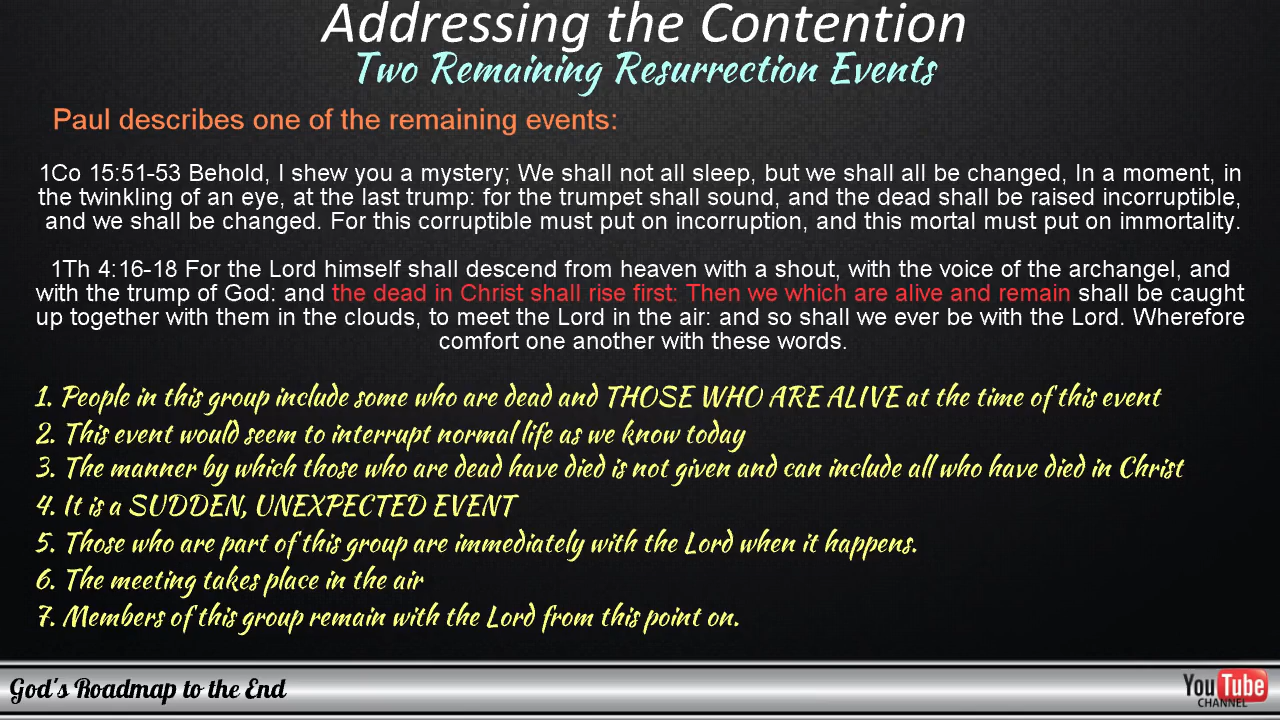 Addressing the Contention
Two Remaining Resurrection Events
Paul describes one of the remaining events:
1Co 15:51-53 Behold, I shew you a mystery; We shall not all sleep, but we shall all be changed, In a moment, in
the twinkling of an eye, at the last trump: for the trumpet shall sound, and the dead shall be raised incorruptible,
and we shall be changed. For this corruptible must put on incorruption, and this mortal must put on immortality.
1Th 4:16-18 For the Lord himself shall descend from heaven with a shout, with the voice of the archangel, and
with the trump of God: and the dead in Christ shall rise first: Then we which are alive and remain shall be caught
up together with them in the clouds, to meet the Lord in the air: and so shall we ever be with the Lord. Wherefore
comfort one another with these words.
1. People in this group include some who are dead and THOSE WHO ARE ALIVE at the time of this event
2. This event would seem to interrupt normal life as we know today
3. The manner by which those who are dead have died is not given and can include all who have died in Christ
4. It is a SUDDEN, UNEXPECTED EVENT
5. Those who are part of this group are immediately with the Lord when it happens.
6. The meeting takes place in the air
7. Members of this group remain with the Lord from this point on.
God's Roadmap to the End
YouTube
CHANNEL